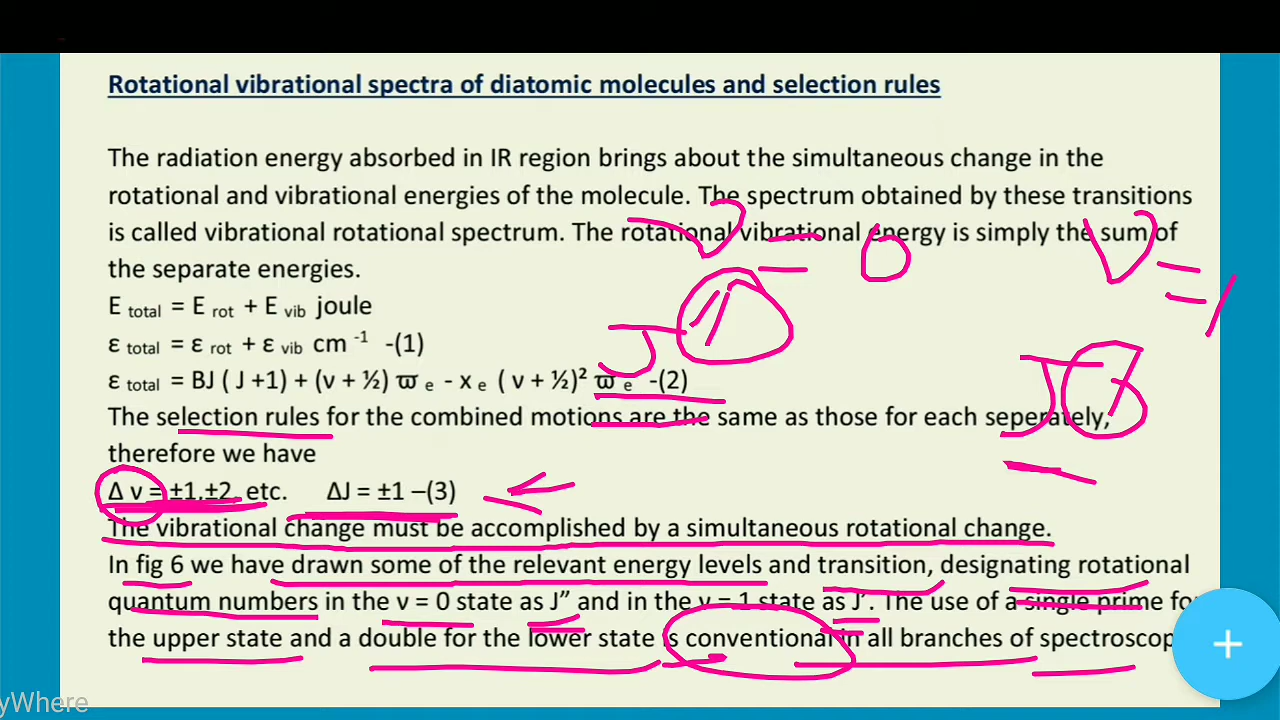 Rotational vibrational spectra of diatomic molecules and selection rules
The radiation energy absorbed in IR region brings about the simultaneous change in the
rotational and vibrational energies of the molecule. The spectrum obtained by these transitions
is called vibrational rotational spectrum. The rotational vibrational energy is simply the sum of
the separate energies.
E total = E rot + E vib joule
ε total = ε rot + ε vib cm -1 -(1)
ε total = BJ ( J +1) + (v + ½) ϖ e - x e ( v + ½)² ϖ e -(2)
The selection rules for the combined motions are the same as those for each seperately,
therefore we have
Δ v = ±1,±2, etc. ΔJ = ±1 –(3)
The vibrational change must be accomplished by a simultaneous rotational change.
In fig 6 we have drawn some of the relevant energy levels and transition, designating rotational
quantum numbers in the v = 0 state as J” and in the v = 1 state as J’. The use of a single prime for
the upper state and a double for the lower state is conventional in all branches of spectroscop
V = 0
V = 1
J"
J'
yWhere